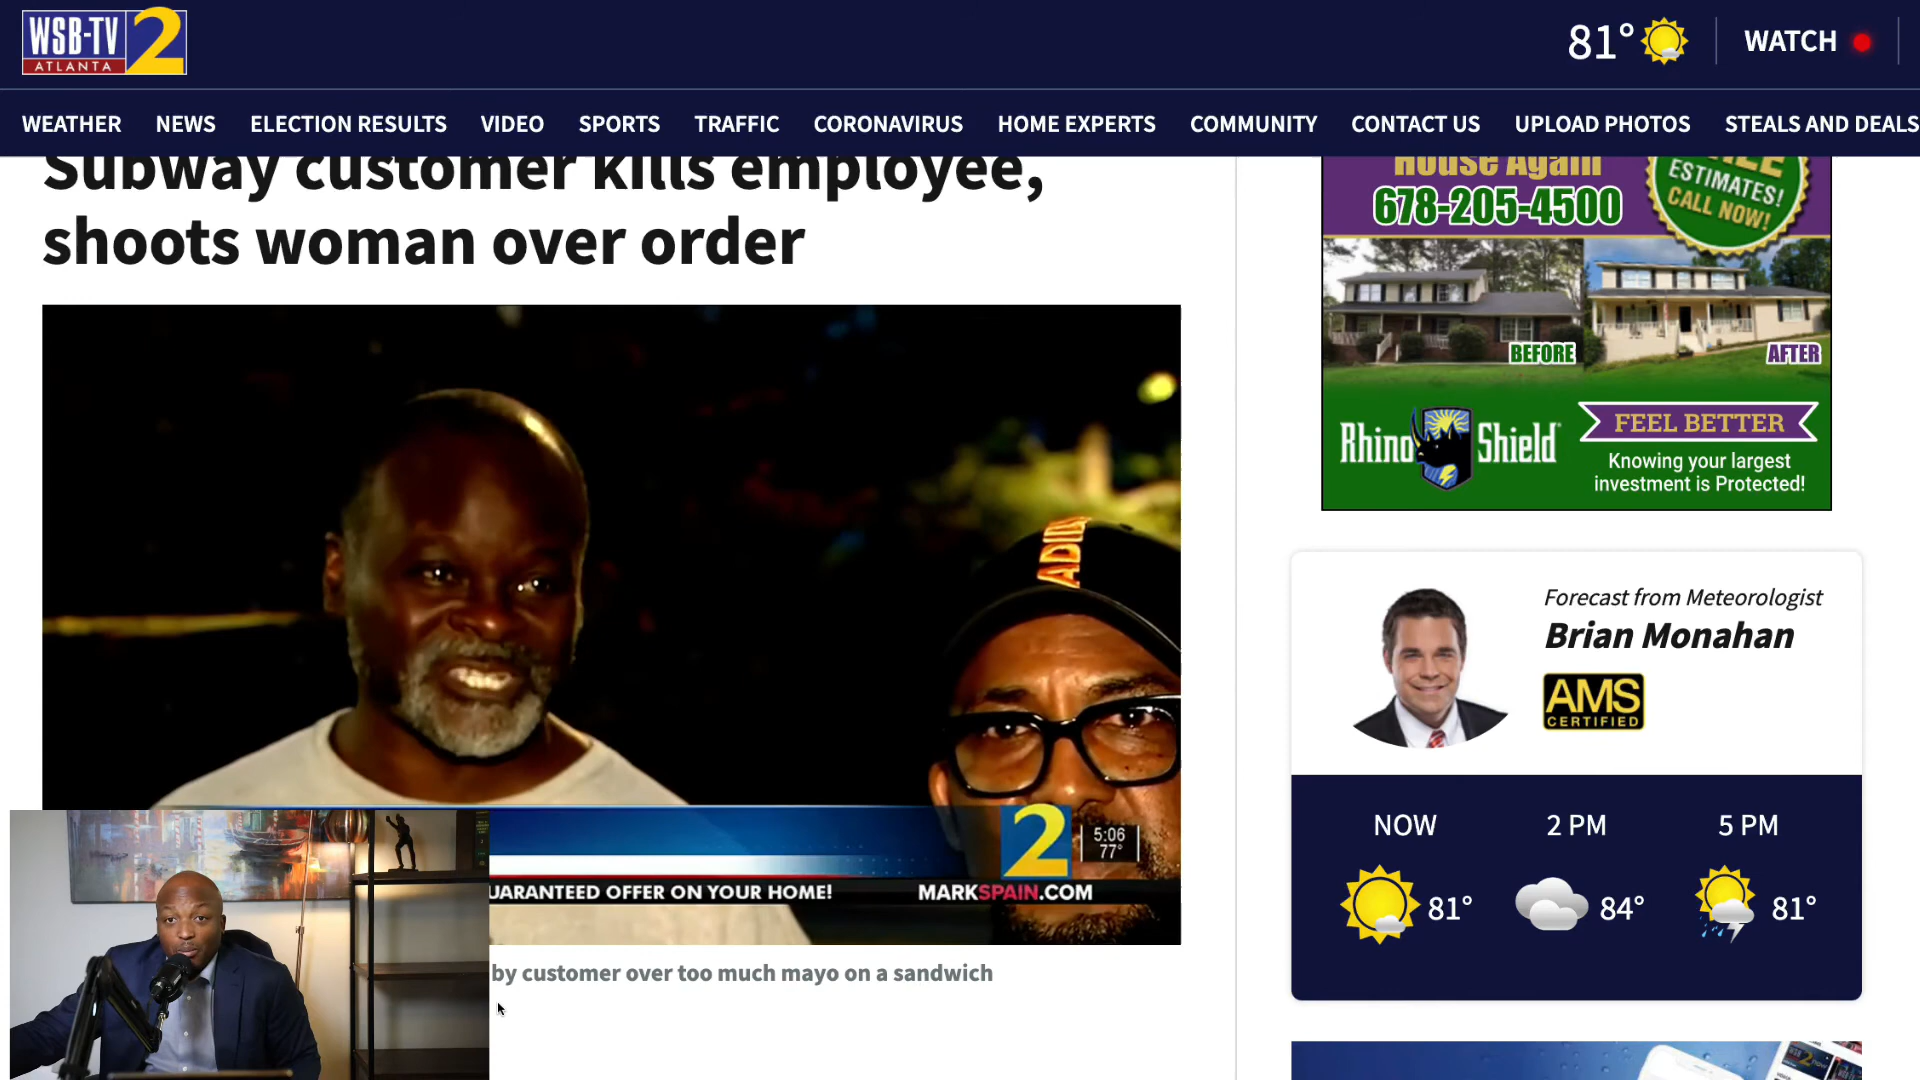 WSB-TV 2
ATLANTA
81°
WATCH
WEATHER NEWS ELECTION RESULTS VIDEO SPORTS TRAFFIC CORONAVIRUS HOME EXPERTS COMMUNITY CONTACT US UPLOAD PHOTOS STEALS AND DEALS
Subway customer kills employee,
shoots woman over order
ADID
2
5:06
77°
UARANTEED OFFER ON YOUR HOME!
MARKSPAIN.COM
by customer over too much mayo on a sandwich
House Again
678-205-4500
ESTIMATES!
CALL NOW!
BEFORE
AFTER
Rhino Shield
FEEL BETTER
Knowing your largest
investment is Protected!
Forecast from Meteorologist
Brian Monahan
AMS
CERTIFIED
NOW 2 PM 5 PM
81° 84° 81°